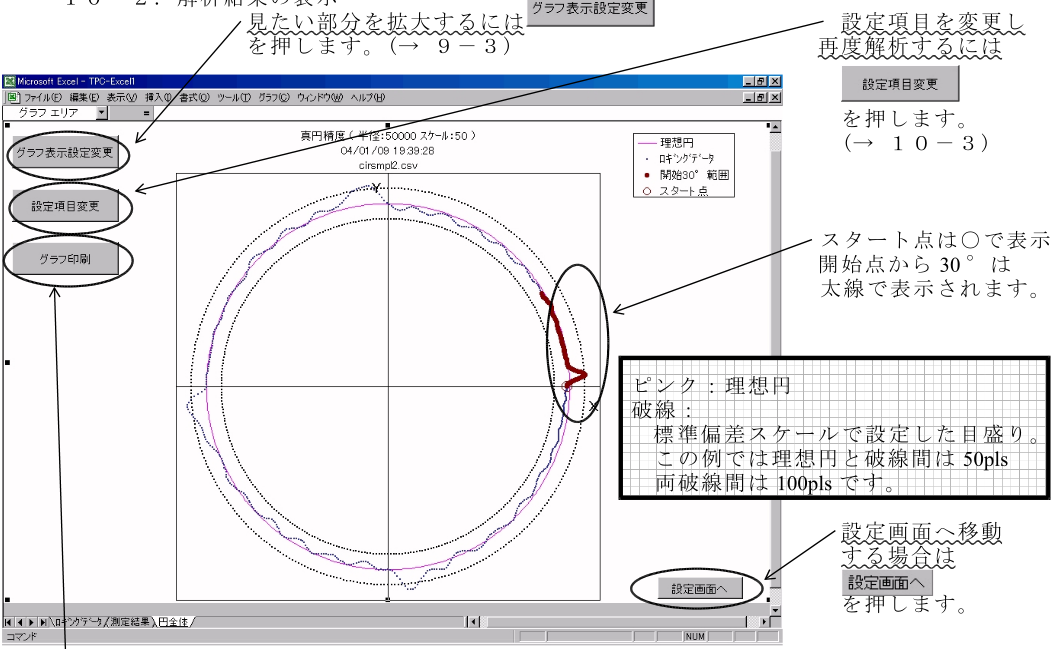 １０－２．解析結果の表示
見たい部分を拡大するには
グラフ表示設定変更
を押します。(→ ９－３)
設定項目を変更し
再度解析するには
設定項目変更
を押します。
(→ １０－３)
Microsoft Excel - TPC-Excel1
ファイル(F) 編集(E) 表示(V) 挿入(I) 書式(O) ツール(T) グラフ(C) ウィンドウ(W) ヘルプ(H)
グラフ エリア =
グラフ表示設定変更
設定項目変更
グラフ印刷
真円精度 ( 半径:50000 スケール:50 )
04/01/09 19:39:28
cirsmpl2.csv
理想円
ロギングデータ
開始30° 範囲
スタート点
Y
X
スタート点は○で表示
開始点から 30°は
太線で表示されます。
ピンク：理想円
破線：
標準偏差スケールで設定した目盛り。
この例では理想円と破線間は 50pls
両破線間は 100pls です。
設定画面へ移動
する場合は
設定画面へ
を押します。
設定画面へ
ロギングデータ/測定結果\円全体/
コマンド
NUM